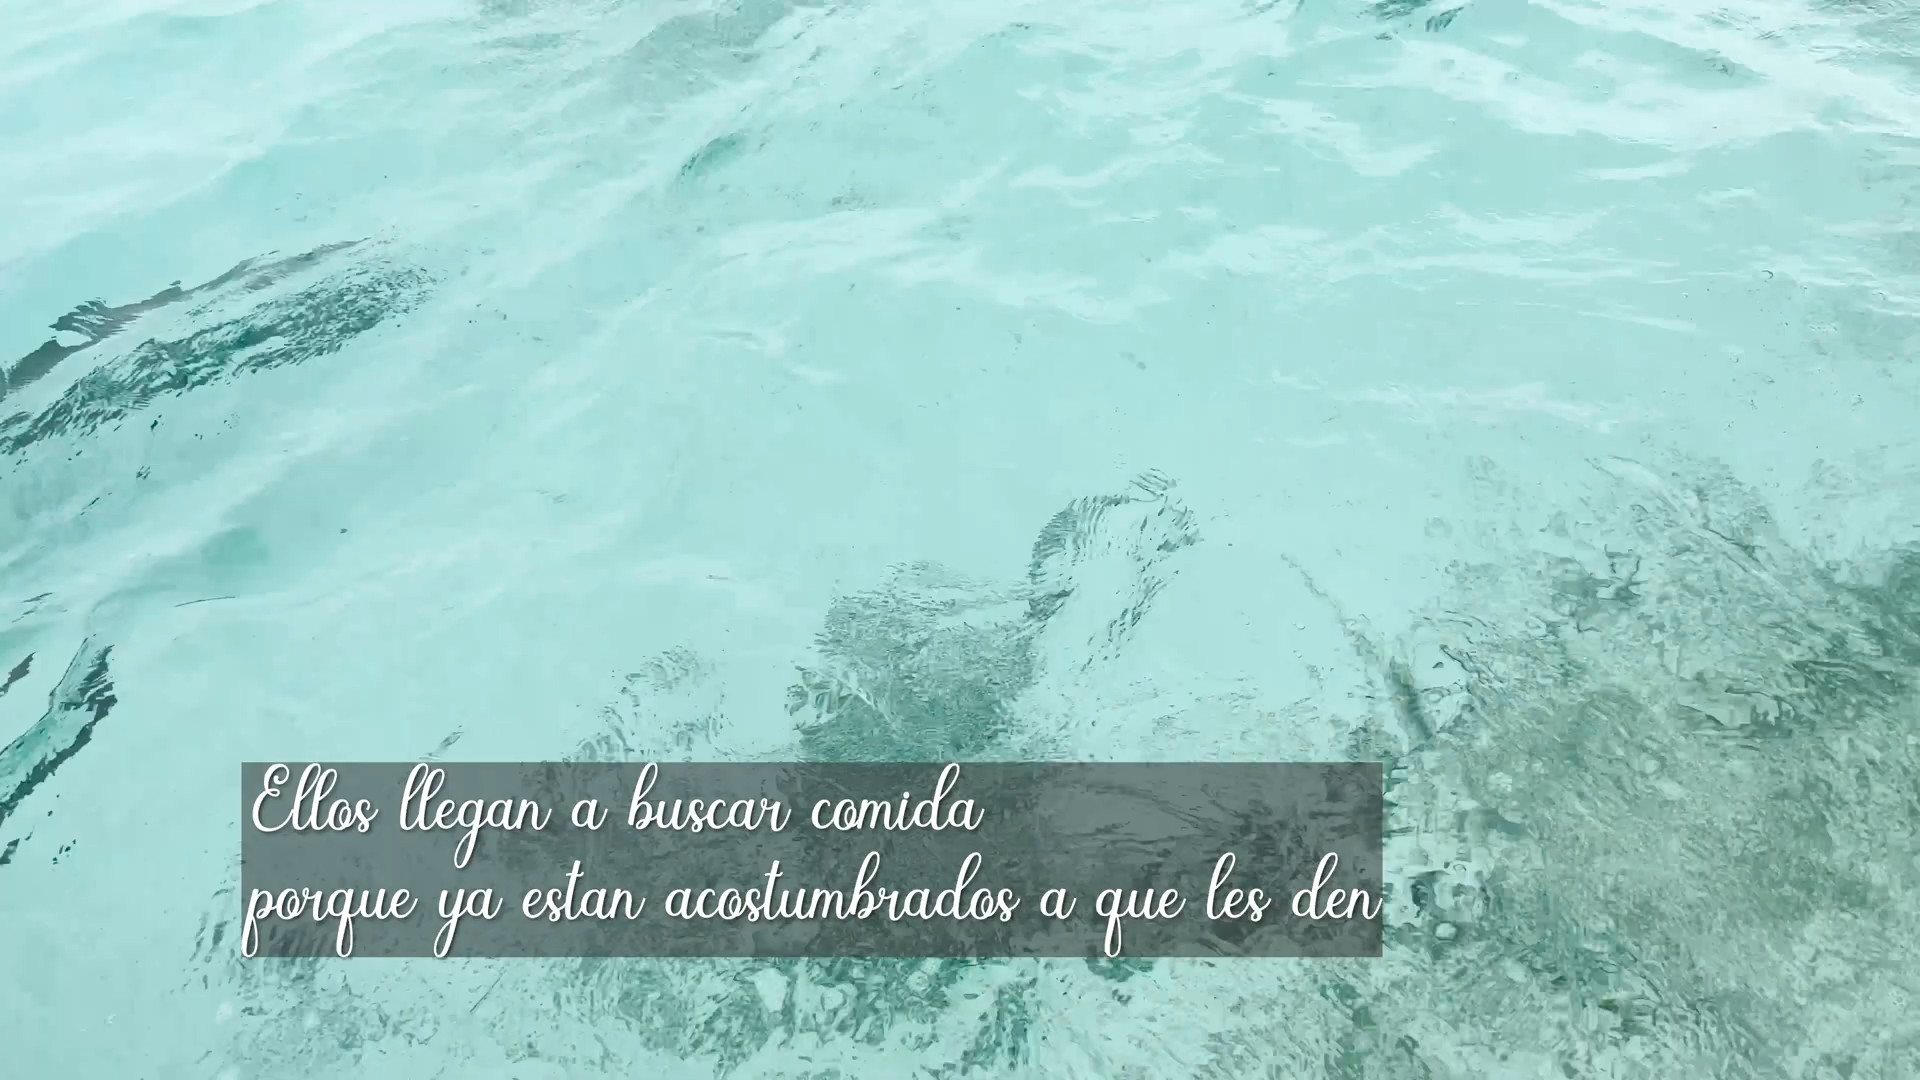 Ellos llegan a buscar comida
porque ya estan acostumbrados a que les den